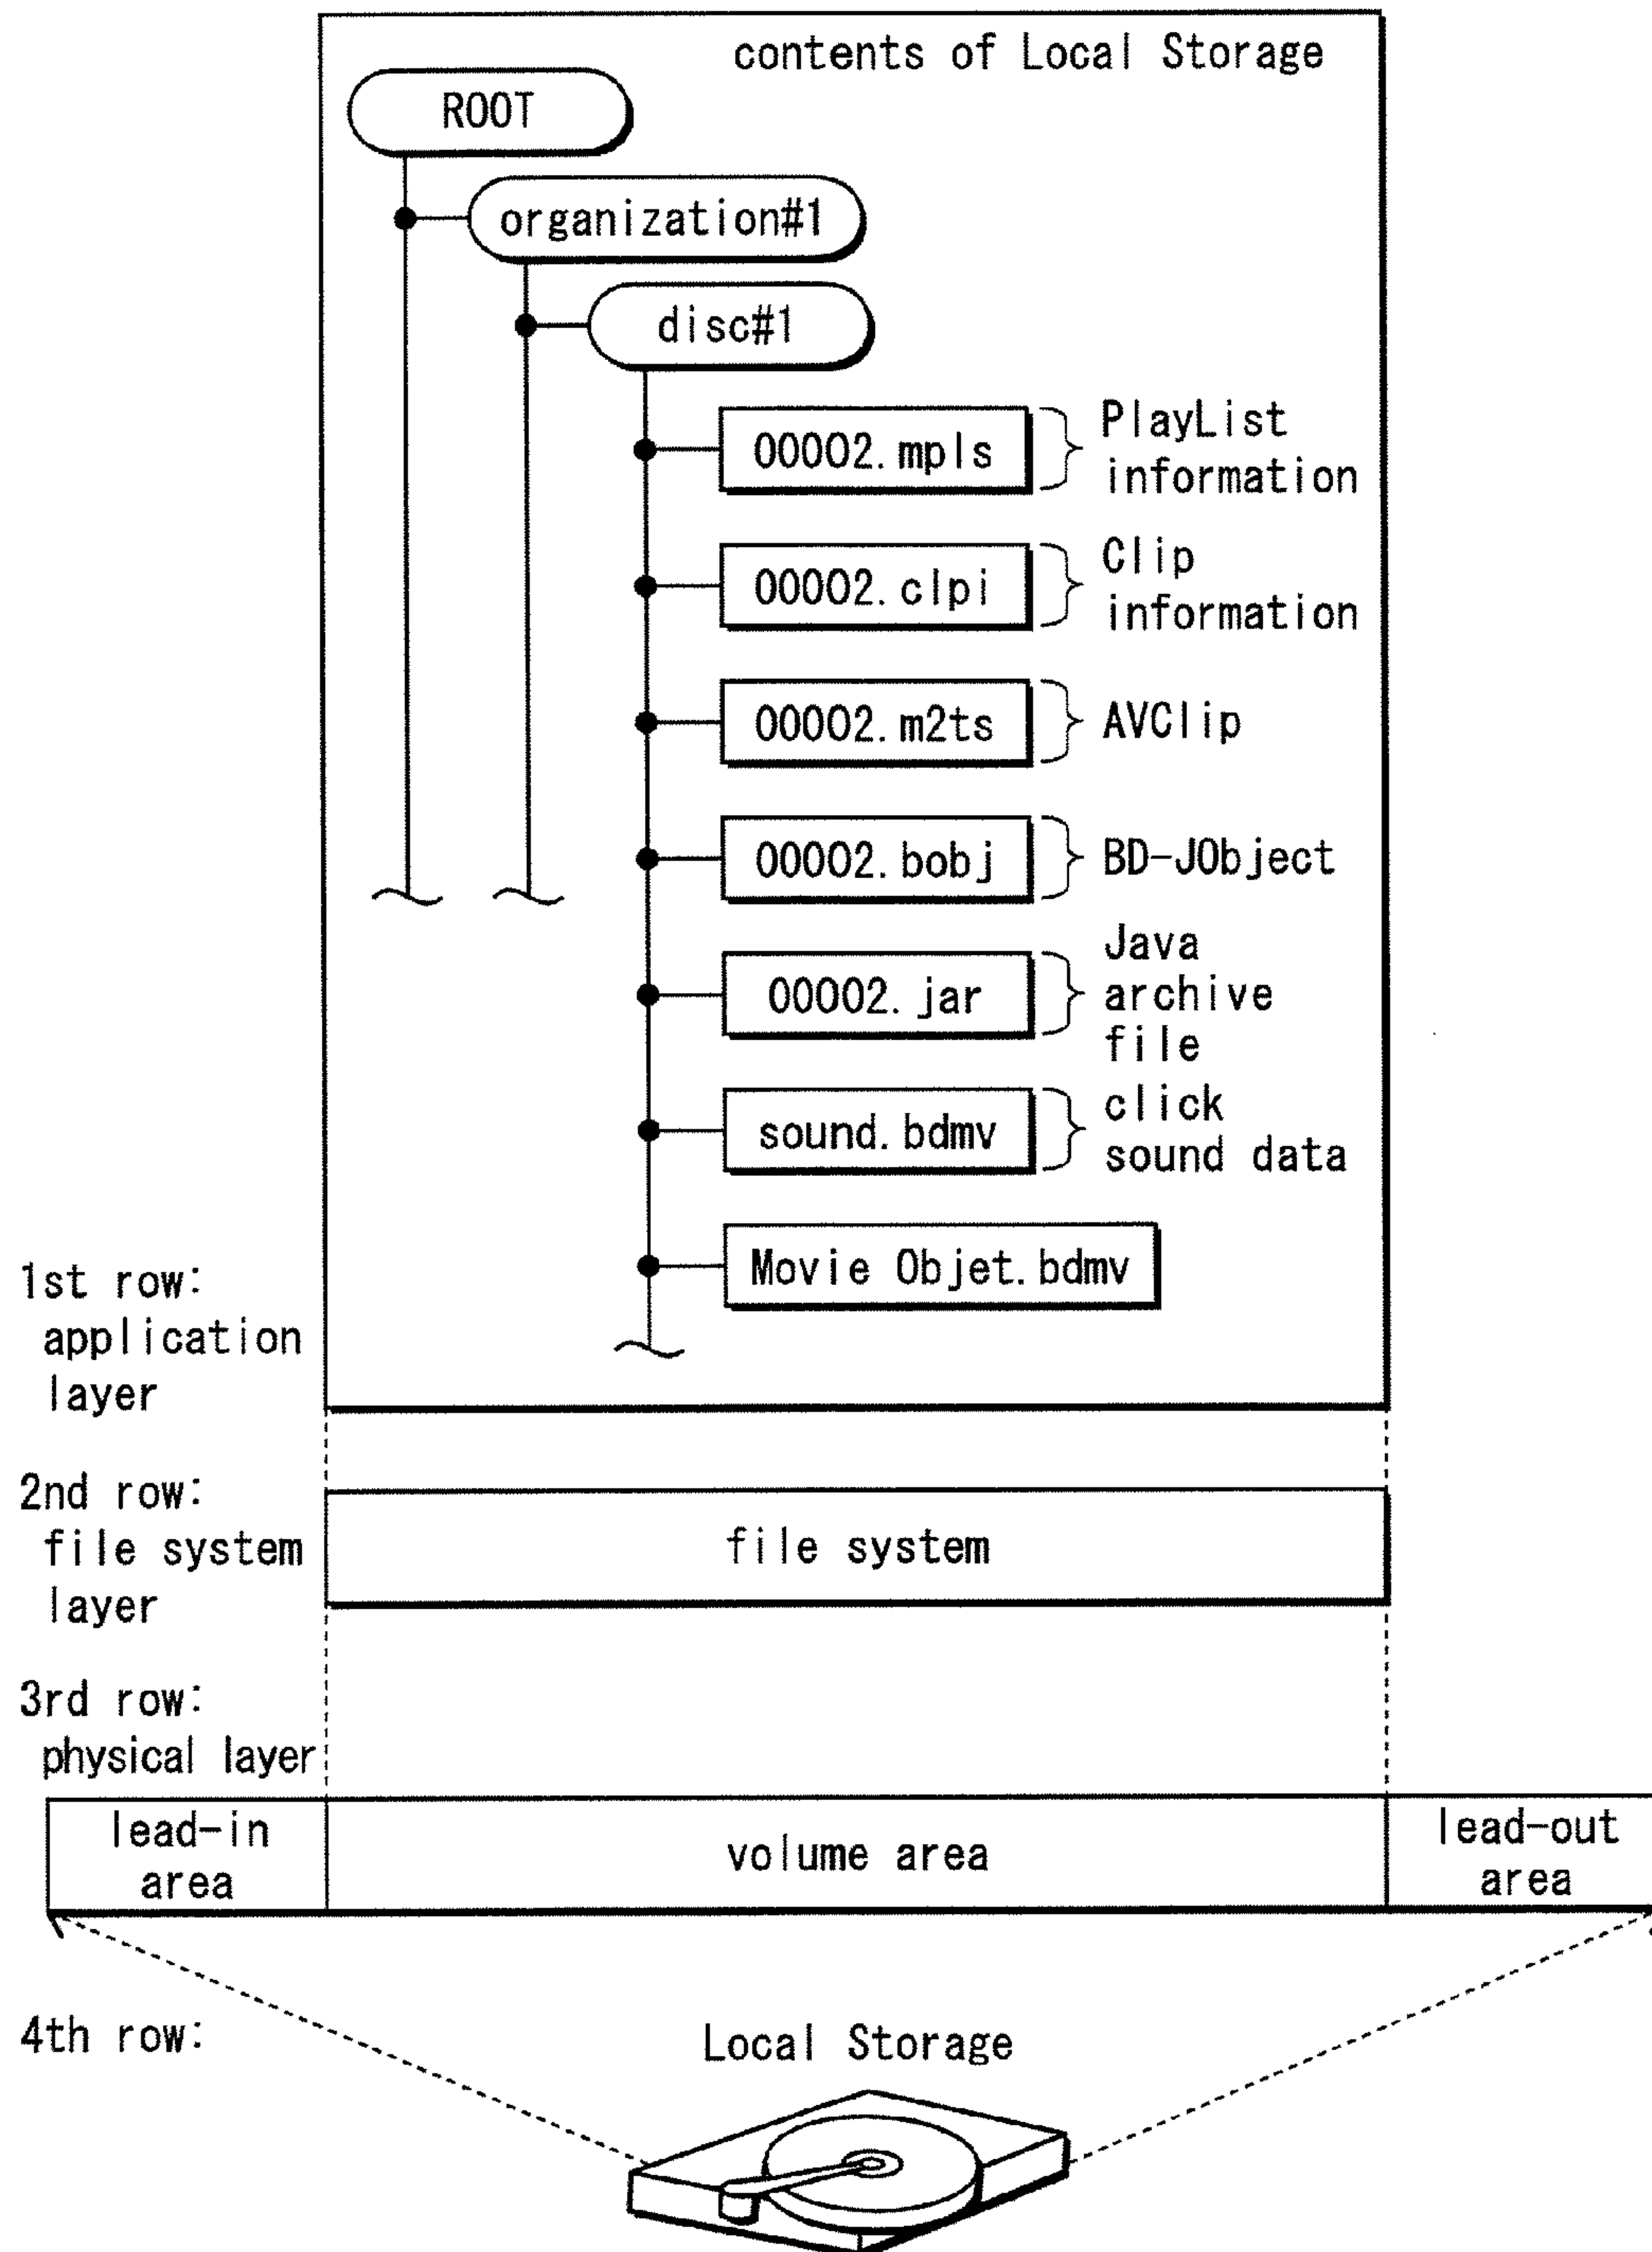 contents of Local Storage
ROOT
organization#1
disc#1
00002.mpls
PlayList
information
00002.clpi
Clip
information
00002.m2ts
AVClip
00002.bobj
BD-JObject
00002.jar
Java
archive
file
sound.bdmv
click
sound data
Movie Objet.bdmv
1st row:
application
layer
2nd row:
file system
layer
file system
3rd row:
physical layer
lead-in
area
volume area
lead-out
area
4th row:
Local Storage